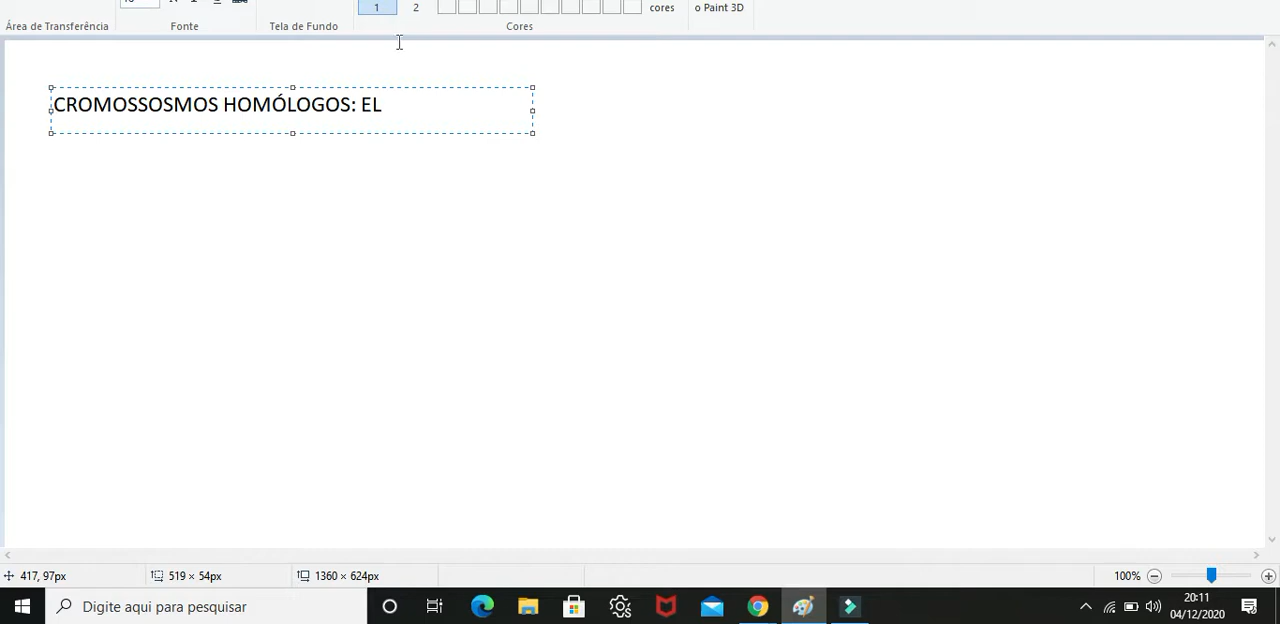 1 2 cores o Paint 3D
Área de Transferência Fonte Tela de Fundo Cores
CROMOSSOSMOS HOMÓLOGOS: EL
417, 97px 519 × 54px 1360 × 624px 100%
Digite aqui para pesquisar
20:11
04/12/2020